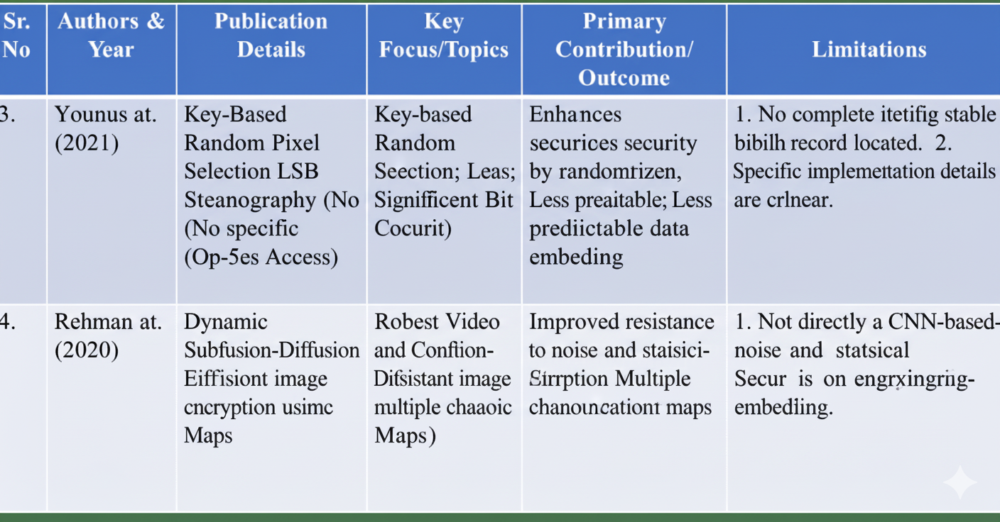 Sr.
No
Authors &
Year
Publication
Details
Key
Focus/Topics
Primary
Contribution/
Outcome
Limitations
3.
Younus at.
(2021)
Key-Based
Random Pixel
Selection LSB
Steanography (No
(No specific
(Op-5es Access)
Key-based
Random
Seection; Leas;
Signifficent Bit
Cocurit)
Enhances
securices security
by randomrizen,
Less preaitable; Less
prediictable data
embeding
1. No complete itetifig stable
bibilh record located. 2.
Specific implemettation details
are crlnear.
4.
Rehman at.
(2020)
Dynamic
Subfusion-Diffusion
Eiffisiont image
cncryption usimc
Maps
Robest Video
and Conftion-
Difsistant image
multiple chaaoic
Maps)
Improved resistance
to noise and staisici-
Sirrption Multiple
chanouncationt maps
1. Not directly a CNN-based-
noise and statsical
Secur is on engrxingring-
embedling.